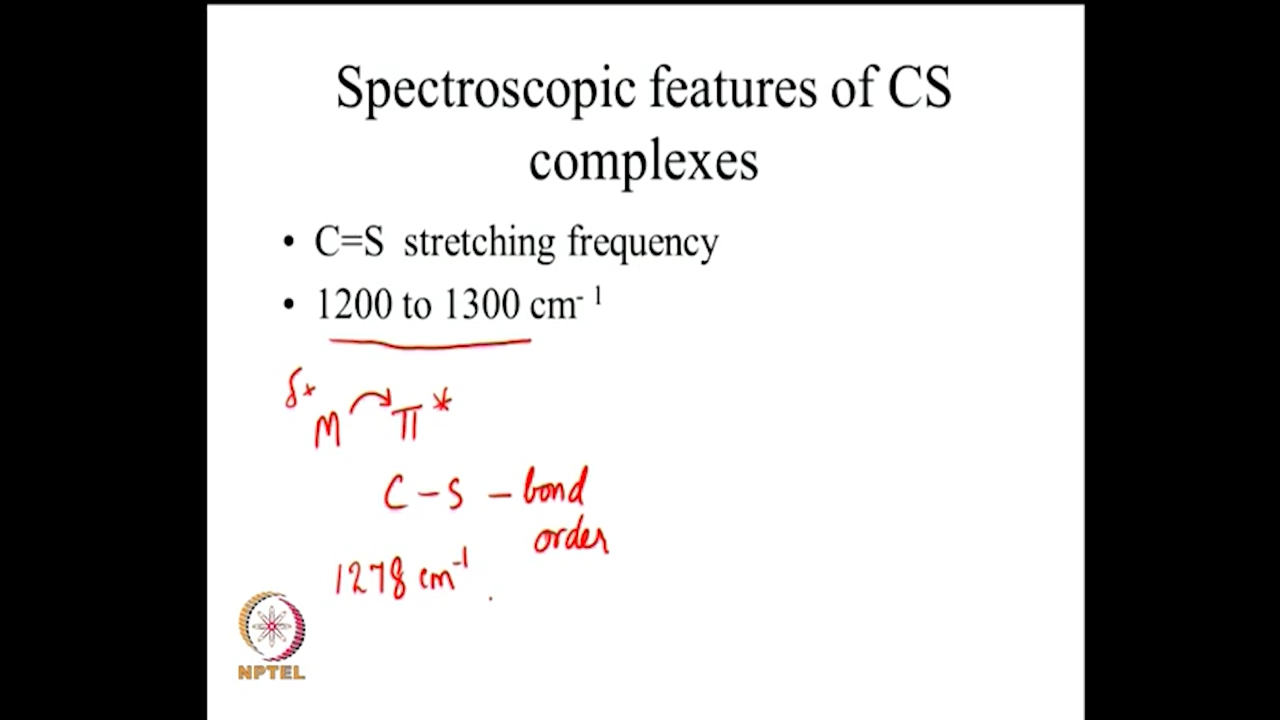 Spectroscopic features of CS
complexes
• C=S stretching frequency
• 1200 to 1300 cm⁻¹
δ+
M π*
C – S – bond
order
1278 cm⁻¹
NPTEL